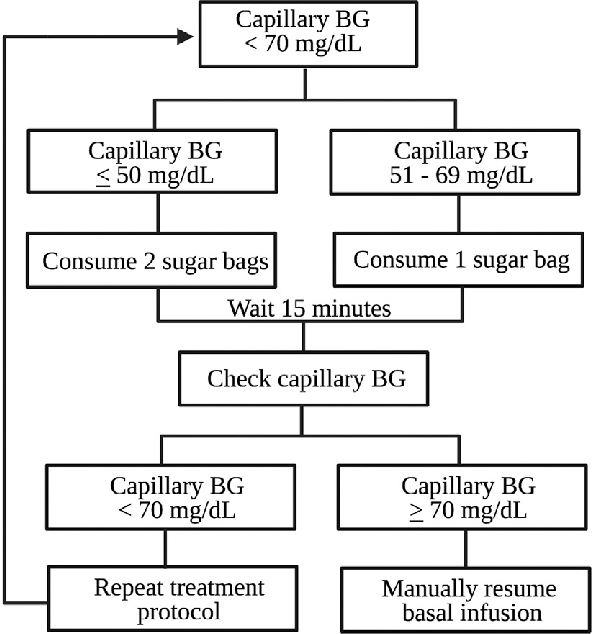 Capillary BG
< 70 mg/dL
Capillary BG
≤ 50 mg/dL
Capillary BG
51 - 69 mg/dL
Consume 2 sugar bags
Consume 1 sugar bag
Wait 15 minutes
Check capillary BG
Capillary BG
< 70 mg/dL
Capillary BG
≥ 70 mg/dL
Repeat treatment
protocol
Manually resume
basal infusion